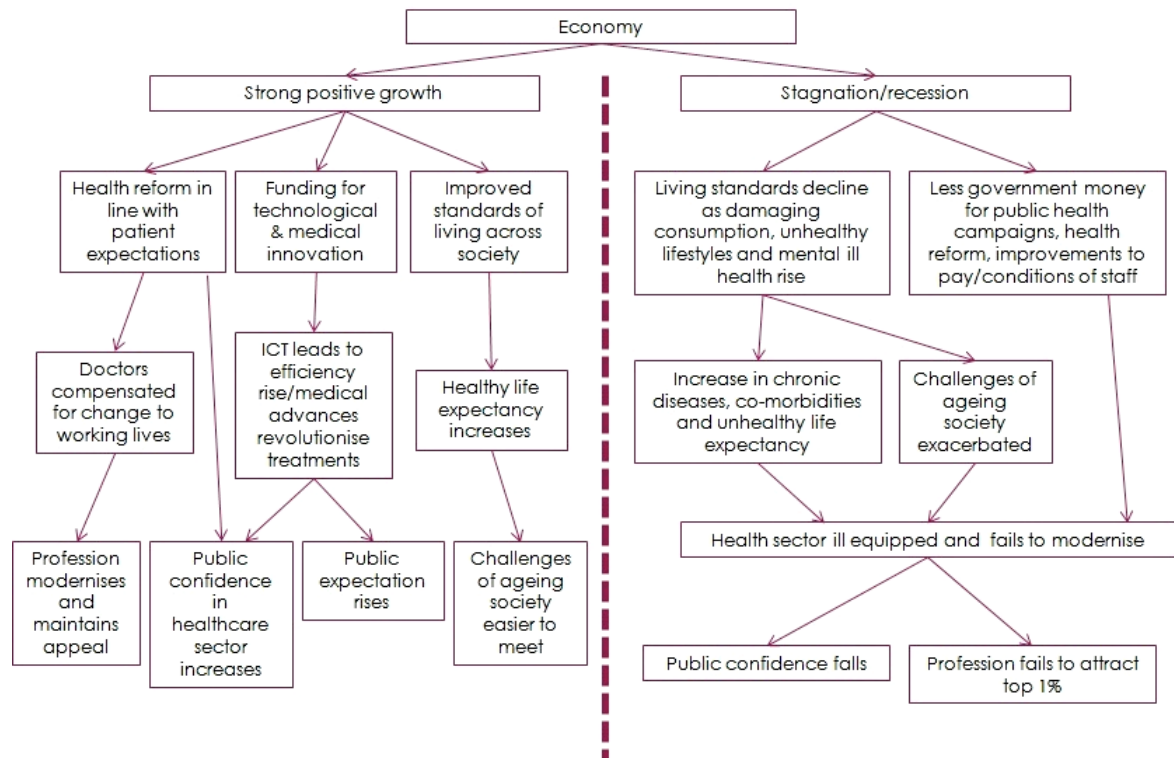 Economy
Strong positive growth
Stagnation/recession
Health reform in
line with
patient
expectations
Funding for
technological
& medical
innovation
Improved
standards of
living across
society
Living standards decline
as damaging
consumption, unhealthy
lifestyles and mental ill
health rise
Less government money
for public health
campaigns, health
reform, improvements to
pay/conditions of staff
Doctors
compensated
for change to
working lives
ICT leads to
efficiency
rise/medical
advances
revolutionise
treatments
Healthy life
expectancy
increases
Increase in chronic
diseases, co-morbidities
and unhealthy life
expectancy
Challenges of
ageing
society
exacerbated
Profession
modernises
and
maintains
appeal
Public
confidence
in
healthcare
sector
increases
Public
expectation
rises
Challenges
of ageing
society
easier to
meet
Health sector ill equipped and fails to modernise
Public confidence falls
Profession fails to attract
top 1%